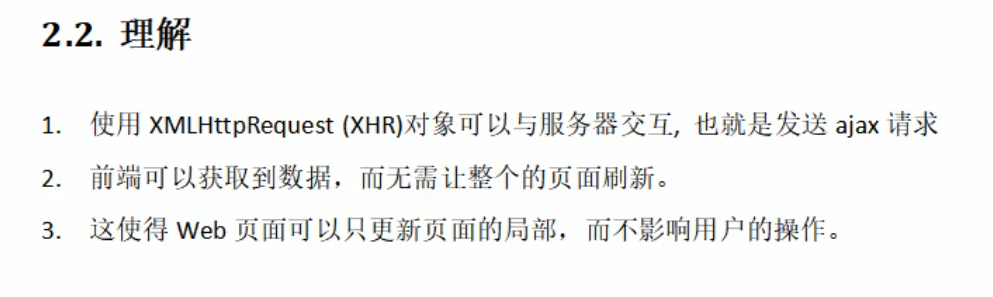 2.2. 理解
1. 使用 XMLHttpRequest (XHR)对象可以与服务器交互, 也就是发送 ajax 请求
2. 前端可以获取到数据，而无需让整个的页面刷新。
3. 这使得 Web 页面可以只更新页面的局部，而不影响用户的操作。